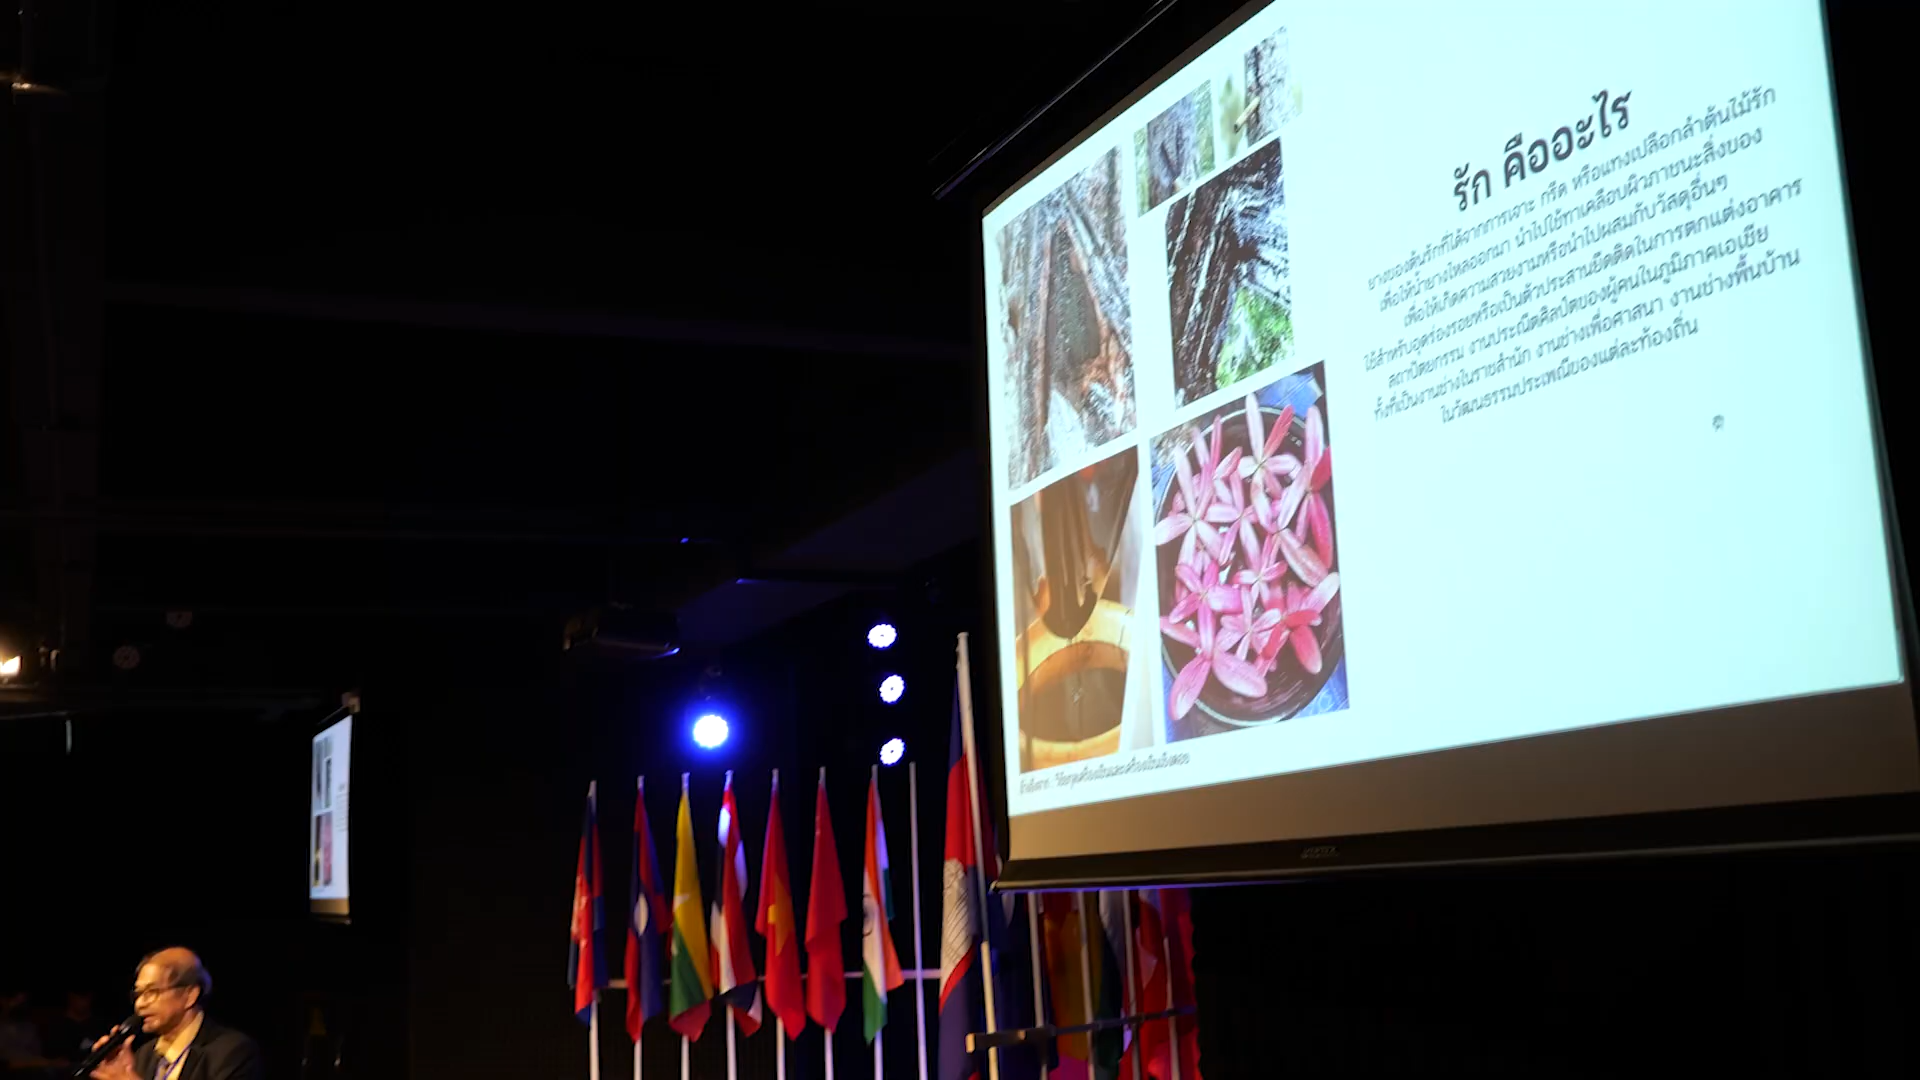 รัก คืออะไร
ยางของต้นรักที่ได้จากการเจาะ กรีด หรือแทงเปลือกลำต้นไม้รัก
เพื่อให้น้ำยางไหลออกมา นำไปใช้ทาเคลือบผิวภาชนะสิ่งของ
เพื่อให้เกิดความสวยงามหรือนำไปผสมกับวัสดุอื่นๆ
ใช้สำหรับอุดร่องรอยหรือเป็นตัวประสานยึดติดในการตกแต่งอาคาร
สถาปัตยกรรม งานประณีตศิลป์ของผู้คนในภูมิภาคเอเชีย
ทั้งที่เป็นงานช่างในราชสำนัก งานช่างเพื่อศาสนา งานช่างพื้นบ้าน
ในวัฒนธรรมประเพณีของแต่ละท้องถิ่น
อ้างอิงจาก :